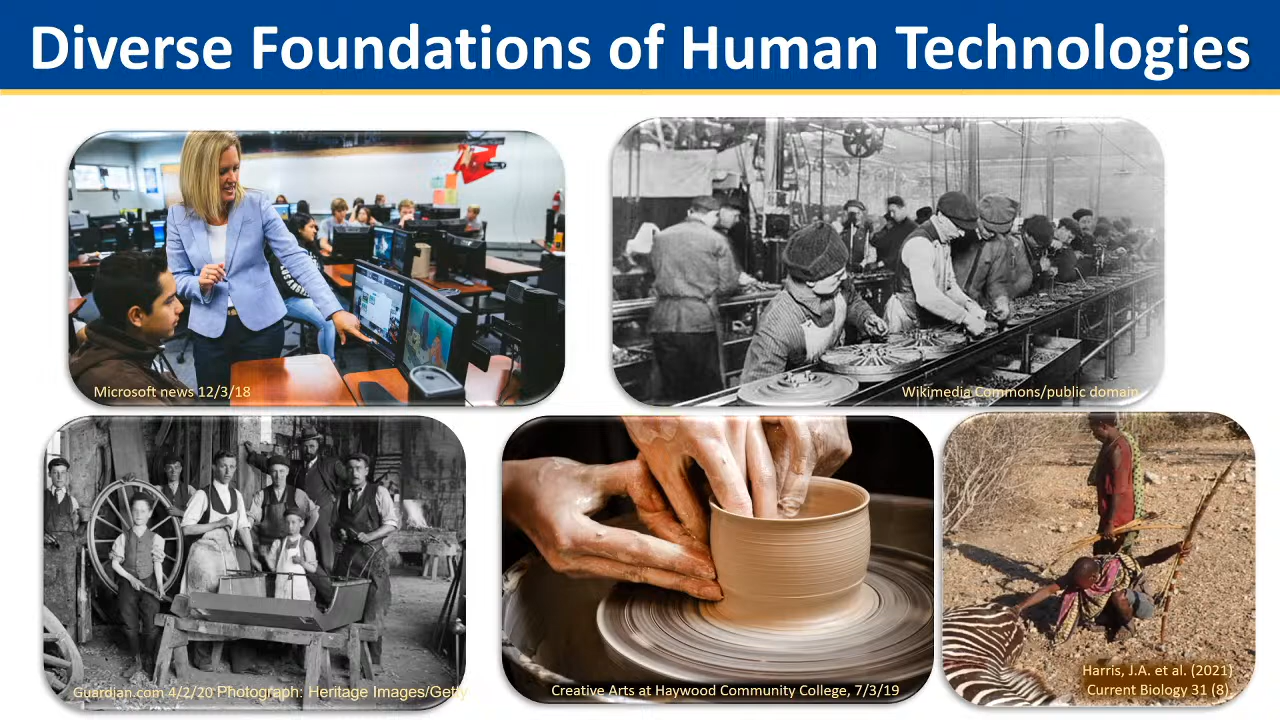 Diverse Foundations of Human Technologies
Microsoft news 12/3/18
Wikimedia Commons/public domain
Guardian.com 4/2/20 Photograph: Heritage Images/Getty
Creative Arts at Haywood Community College, 7/3/19
Harris, J.A. et al. (2021)
Current Biology 31 (8)